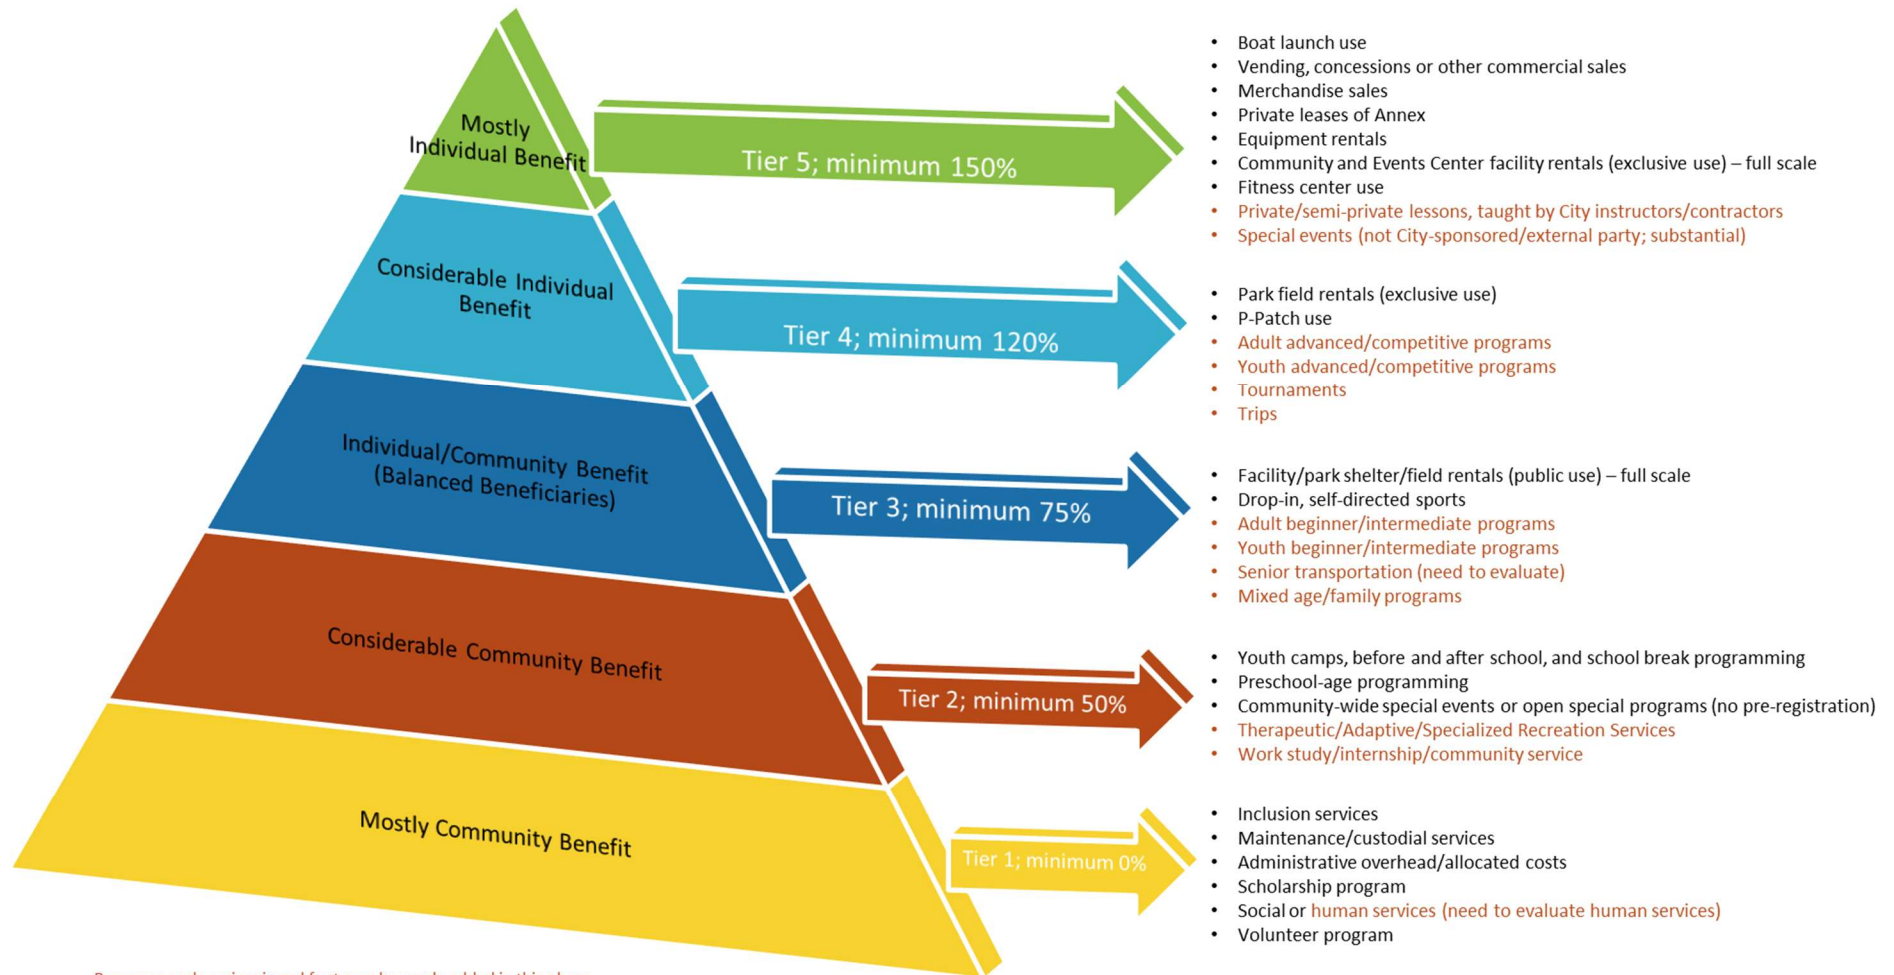 Mostly
Individual Benefit
Tier 5; minimum 150%
• Boat launch use
• Vending, concessions or other commercial sales
• Merchandise sales
• Private leases of Annex
• Equipment rentals
• Community and Events Center facility rentals (exclusive use) – full scale
• Fitness center use
• Private/semi-private lessons, taught by City instructors/contractors
• Special events (not City-sponsored/external party; substantial)
Considerable Individual
Benefit
Tier 4; minimum 120%
• Park field rentals (exclusive use)
• P-Patch use
• Adult advanced/competitive programs
• Youth advanced/competitive programs
• Tournaments
• Trips
Individual/Community Benefit
(Balanced Beneficiaries)
Tier 3; minimum 75%
• Facility/park shelter/field rentals (public use) – full scale
• Drop-in, self-directed sports
• Adult beginner/intermediate programs
• Youth beginner/intermediate programs
• Senior transportation (need to evaluate)
• Mixed age/family programs
Considerable Community Benefit
Tier 2; minimum 50%
• Youth camps, before and after school, and school break programming
• Preschool-age programming
• Community-wide special events or open special programs (no pre-registration)
• Therapeutic/Adaptive/Specialized Recreation Services
• Work study/internship/community service
Mostly Community Benefit
Tier 1; minimum 0%
• Inclusion services
• Maintenance/custodial services
• Administrative overhead/allocated costs
• Scholarship program
• Social or human services (need to evaluate human services)
• Volunteer program